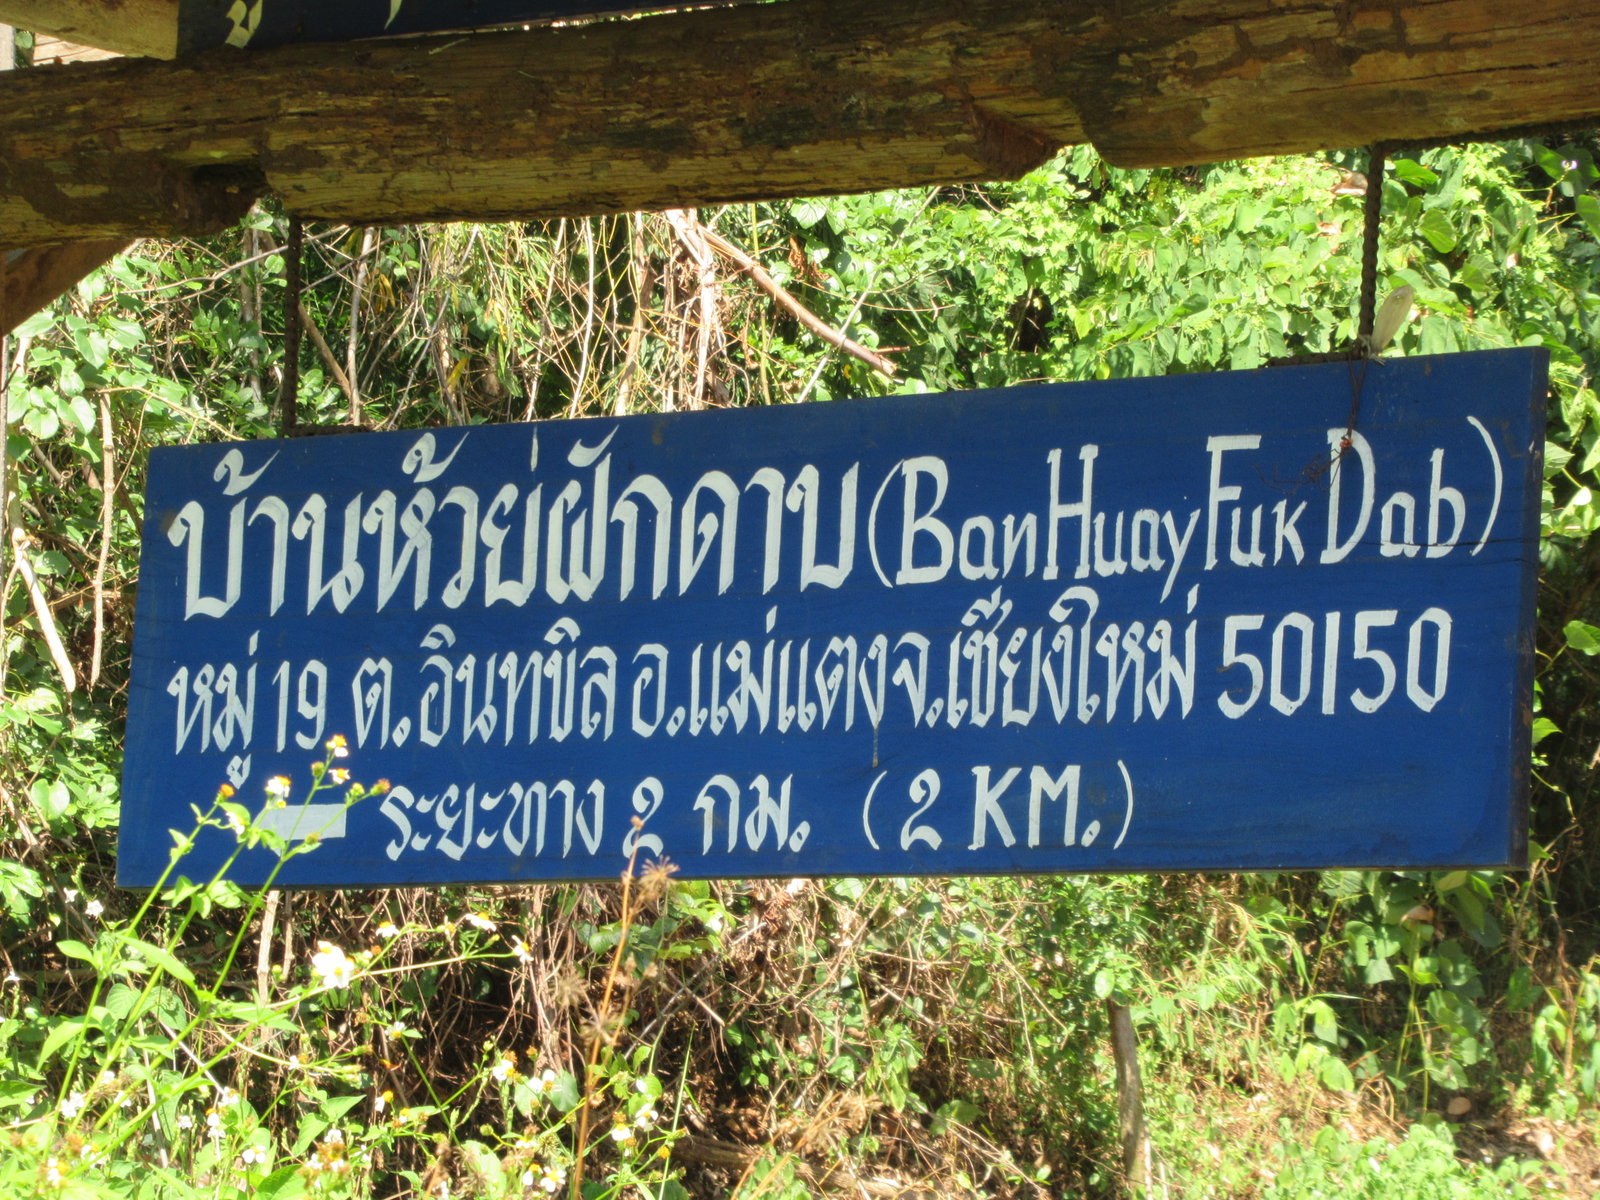 บ้านห้วยฝักดาบ (Ban Huay Fuk Dab)
หมู่ 19 ต.อินทขิล อ.แม่แตง จ.เชียงใหม่ 50150
ระยะทาง 2 กม. (2 KM.)